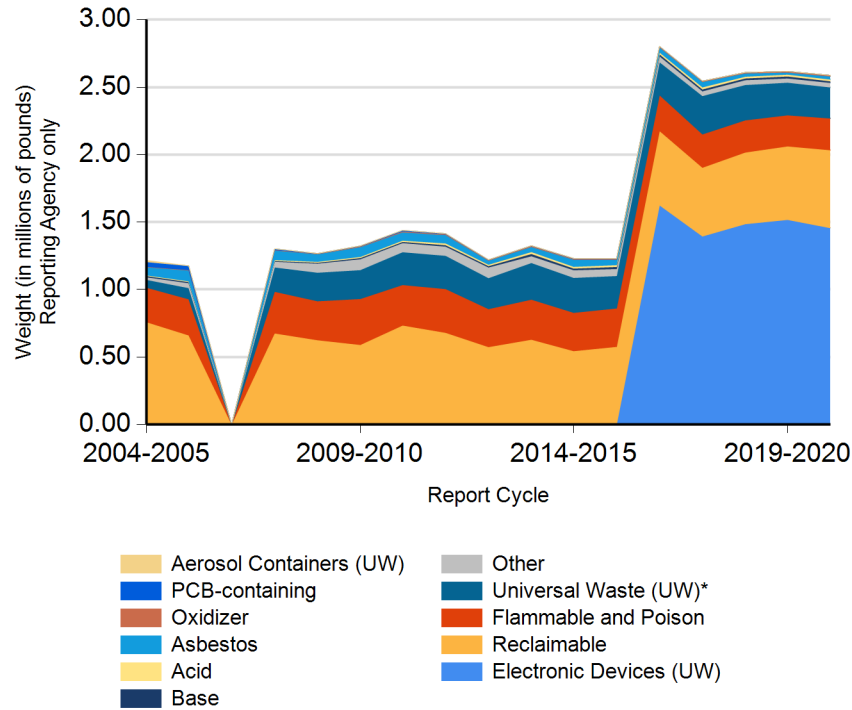 3.00
2.50
2.00
1.50
1.00
0.50
0.00
Weight (in millions of pounds)
Reporting Agency only
2004-2005 2009-2010 2014-2015 2019-2020
Report Cycle
Aerosol Containers (UW)
PCB-containing
Oxidizer
Asbestos
Acid
Base
Other
Universal Waste (UW)*
Flammable and Poison
Reclaimable
Electronic Devices (UW)